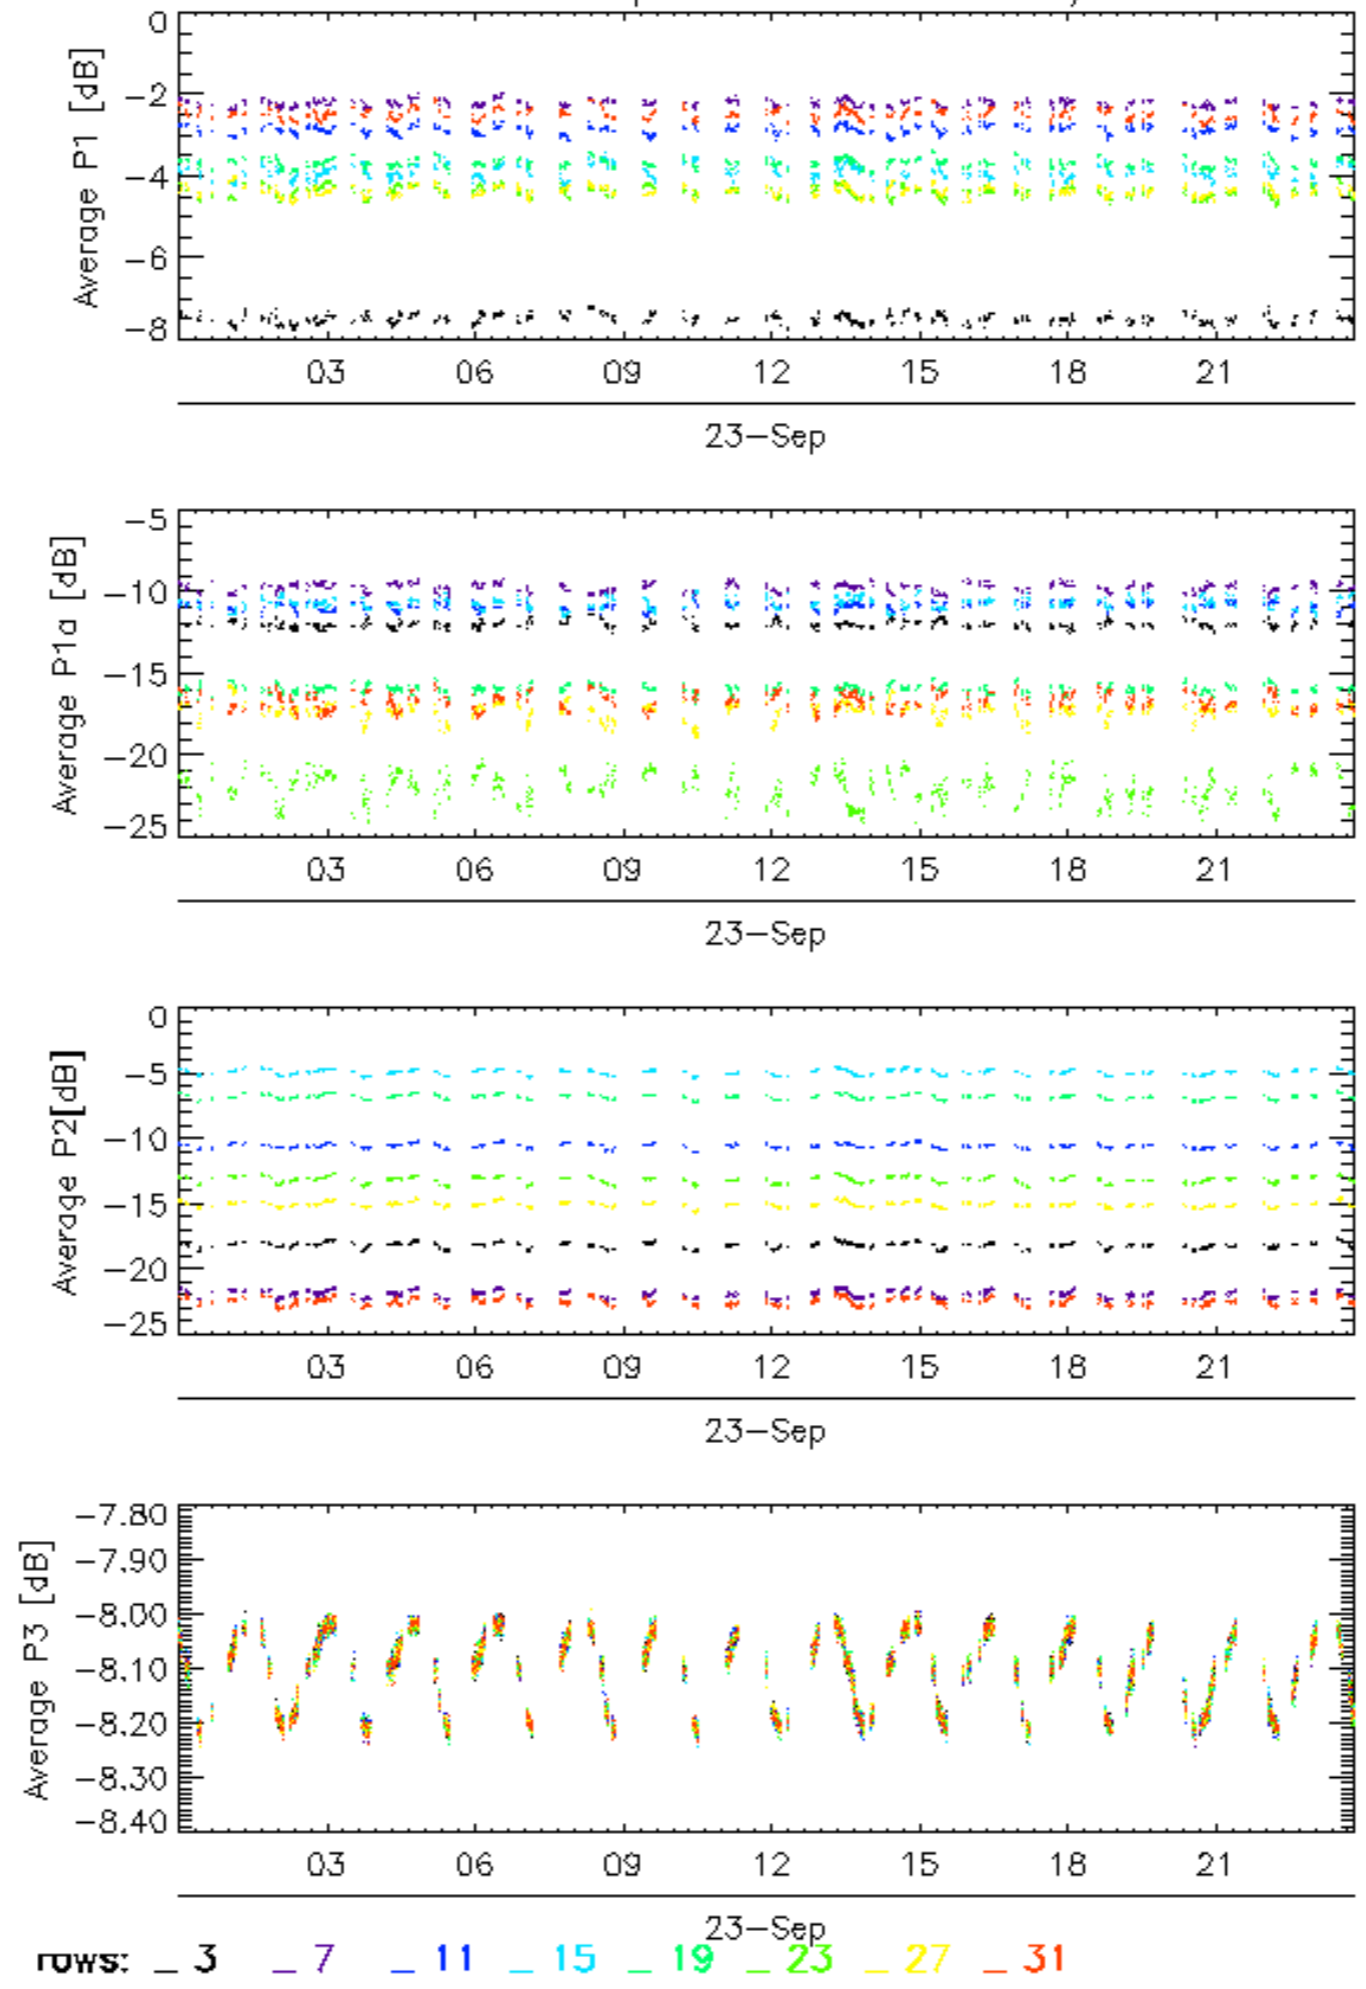 0
Average P1 [dB]
−2
−4
−6
−8
03 06 09 12 15 18 21
23−Sep
−5
Average P1a [dB]
−10
−15
−20
−25
03 06 09 12 15 18 21
23−Sep
0
Average P2[dB]
−5
−10
−15
−20
−25
03 06 09 12 15 18 21
23−Sep
−7.80
Average P3 [dB]
−7.90
−8.00
−8.10
−8.20
−8.30
−8.40
03 06 09 12 15 18 21
23−Sep
rows: _ 3 _ 7 _ 11 _ 15 _ 19 _ 23 _ 27 _ 31